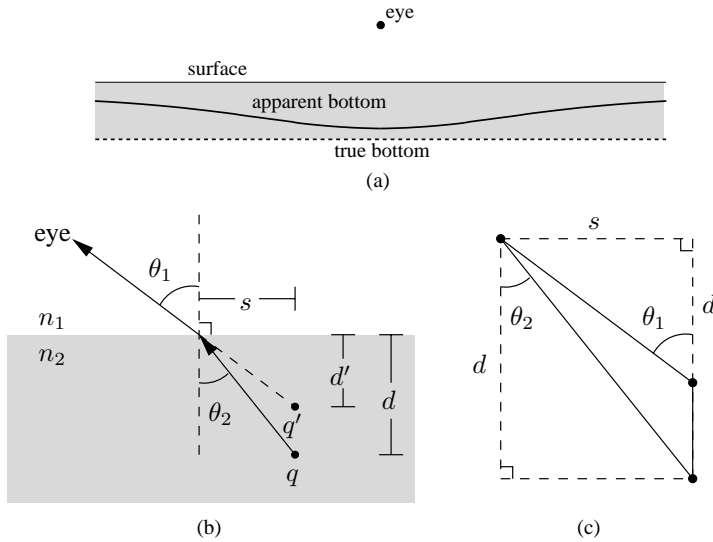 eye
surface
apparent bottom
true bottom
(a)
eye
θ1
s
n1
n2
d′
d
θ2
q′
q
(b)
s
θ2
θ1
d′
d
(c)